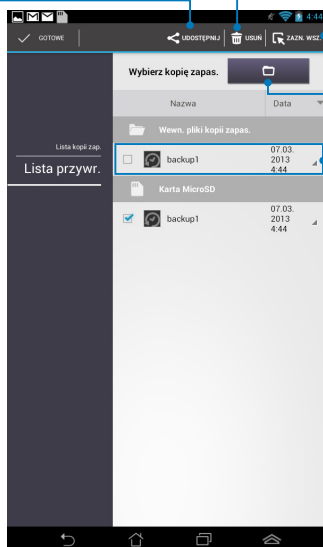 4:44
GOTOWE
UDOSTĘPNIJ
USUŃ
ZAZN. WSZ.
Wybierz kopię zapas.
Nazwa
Data
Lista kopii zap.
Lista przywr.
Wewn. pliki kopii zapas.
backup1
07.03.
2013
4:44
Karta MicroSD
backup1
07.03.
2013
4:44